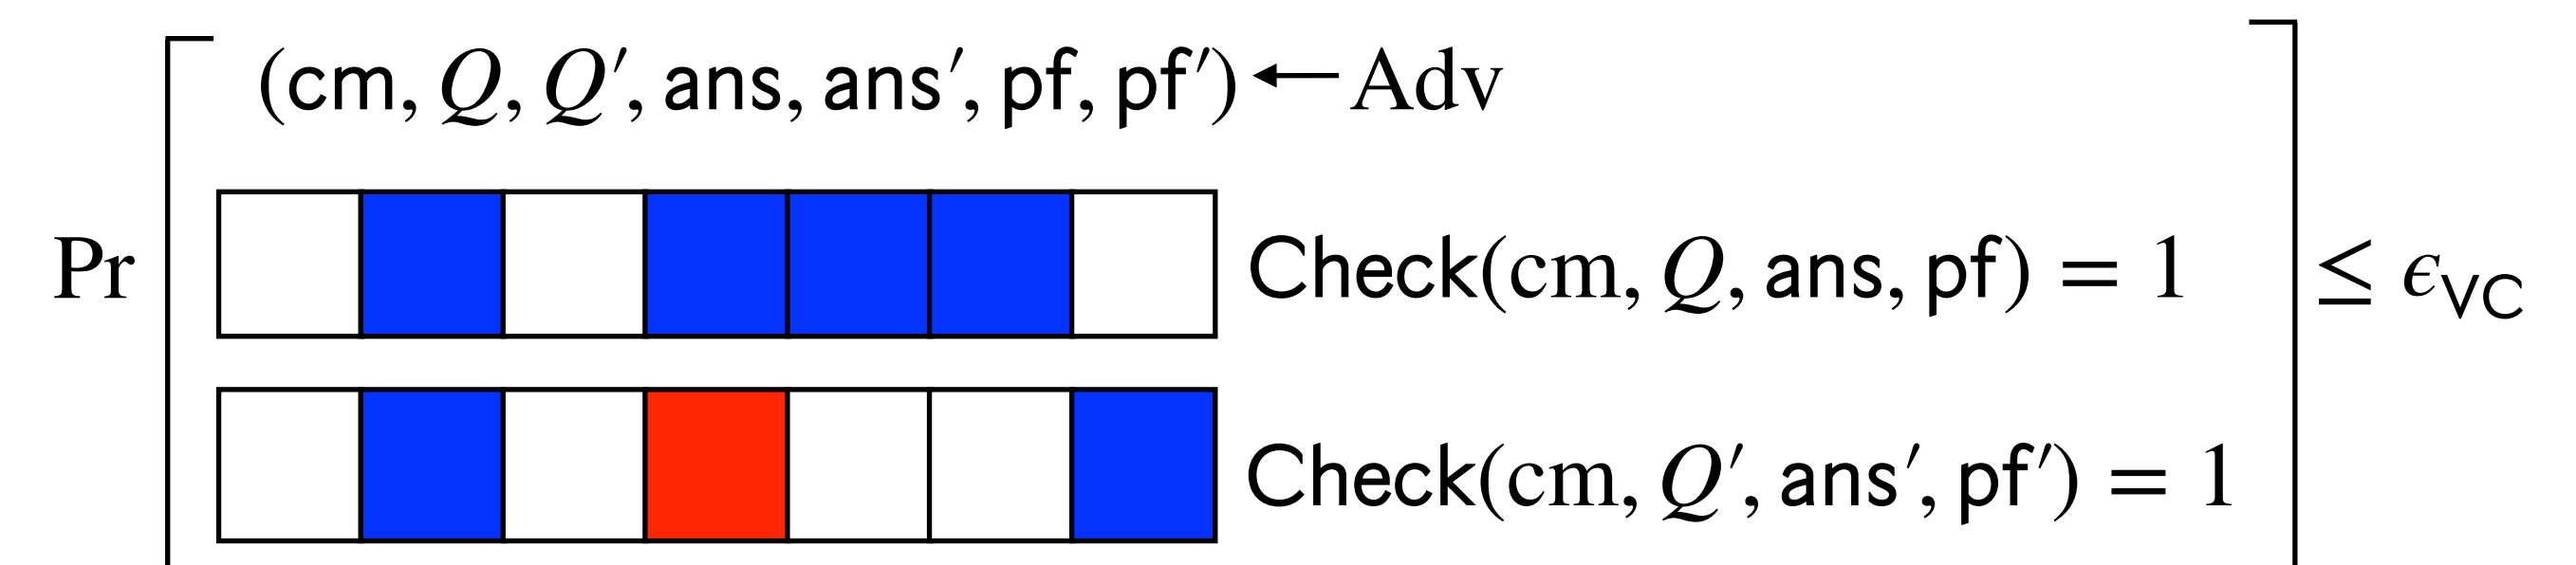 (cm, Q, Q′, ans, ans′, pf, pf′) ← Adv
Pr Check(cm, Q, ans, pf) = 1 ≤ ϵVC
Check(cm, Q′, ans′, pf′) = 1